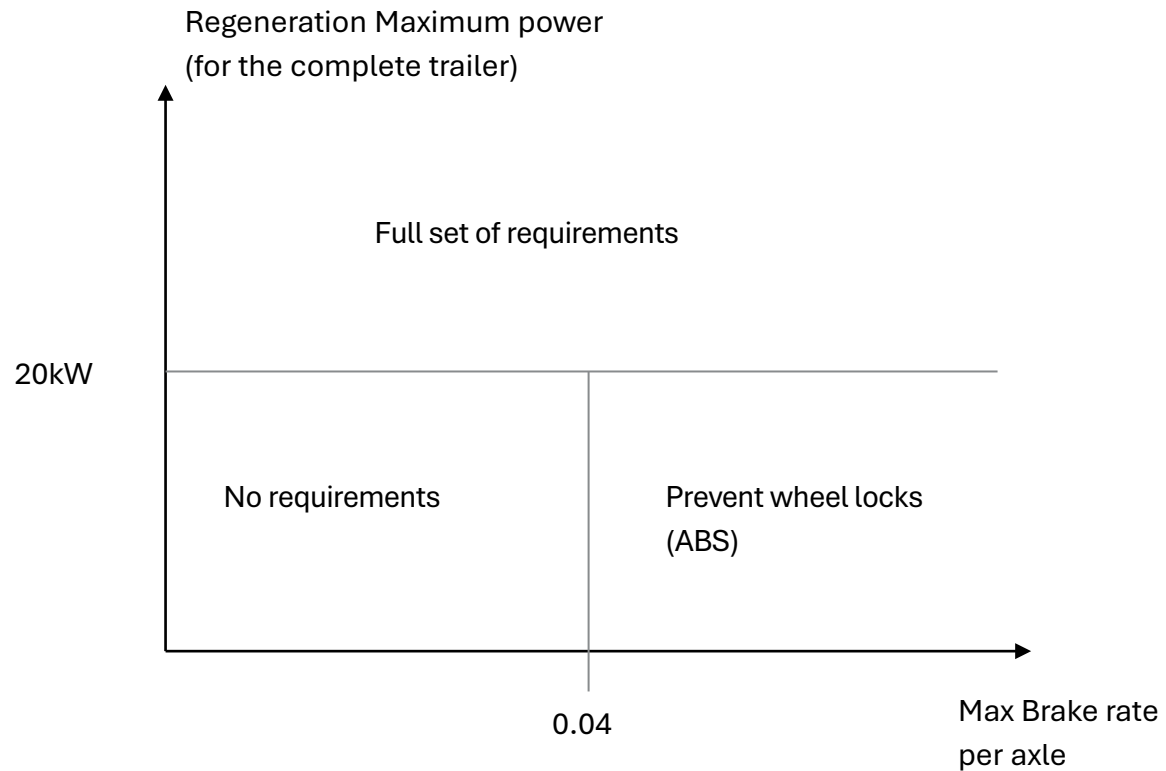 Regeneration Maximum power
(for the complete trailer)
Full set of requirements
20kW
No requirements
Prevent wheel locks
(ABS)
0.04
Max Brake rate
per axle